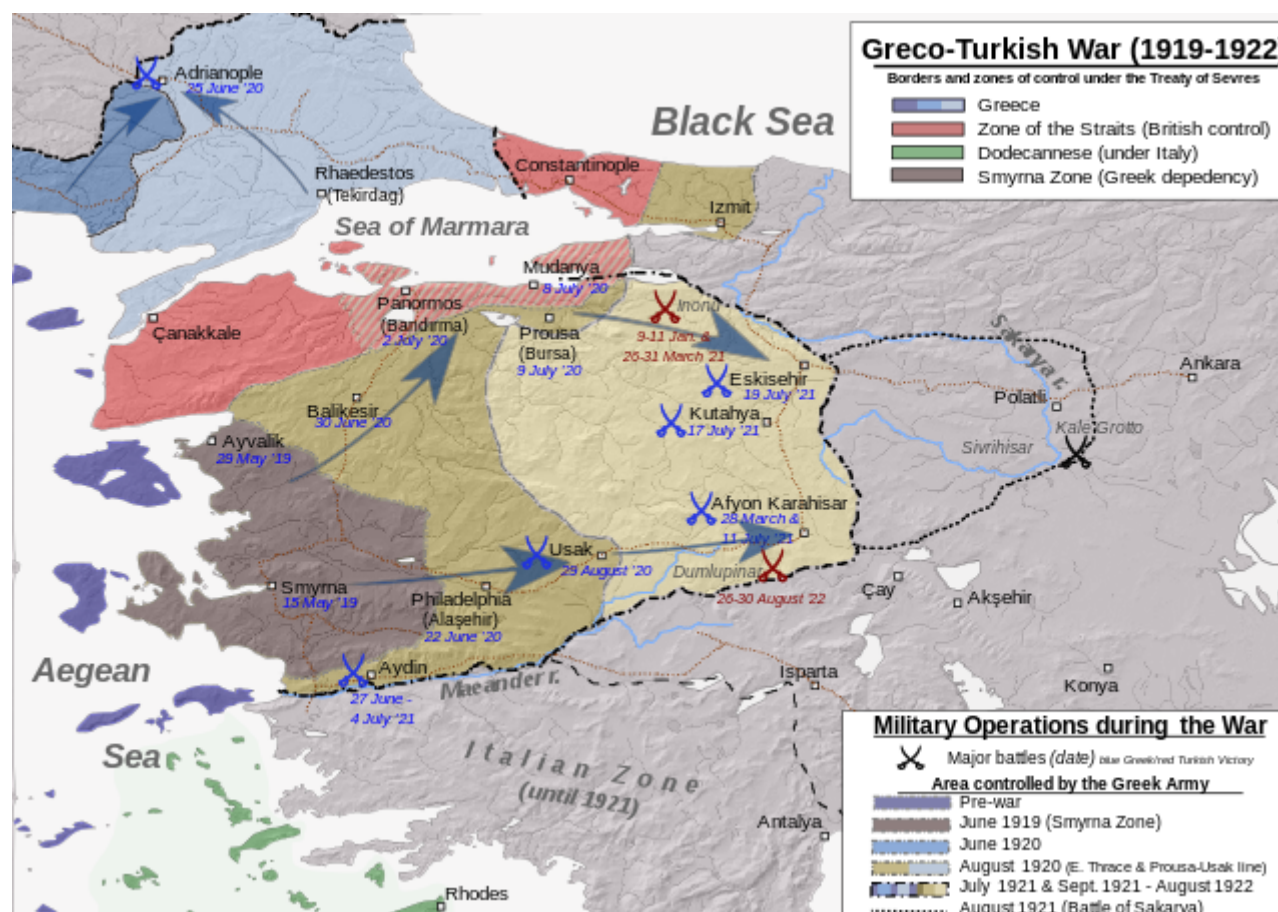 Greco-Turkish War (1919-1922
Borders and zones of control under the Treaty of Sevres
Greece
Zone of the Straits (British control)
Dodecannese (under Italy)
Smyrna Zone (Greek depedency)
Adrianople
25 June '20
Black Sea
Constantinople
Rhaedestos
(Tekirdag)
Izmit
Sea of Marmara
Mudanya
8 July '20
Panormos
(Bandirma)
2 July '20
Çanakkale
Prousa
(Bursa)
9 July '20
Inonu
9-11 Jan. &
26-31 March '21
Sakarya r.
Ankara
Eskisehir
19 July '21
Polatli
Balikesir
30 June '20
Kutahya
17 July '21
Kale Grotto
Sivrihisar
Ayvalik
29 May '19
Afyon Karahisar
28 March &
11 July '21
Usak
29 August '20
Dumlupinar
26-30 August '22
Smyrna
15 May '19
Philadelphia
(Alaşehir)
22 June '20
Çay
Akşehir
Aegean
Sea
Aydin
27 June -
4 July '21
Maeander r.
Isparta
Konya
Italian Zone
(until 1921)
Antalya
Rhodes
Military Operations during the War
Major battles (date) blue Greek/red Turkish Victory
Area controlled by the Greek Army
Pre-war
June 1919 (Smyrna Zone)
June 1920
August 1920 (E. Thrace & Prousa-Usak line)
July 1921 & Sept. 1921 - August 1922
August 1921 (Battle of Sakarya)